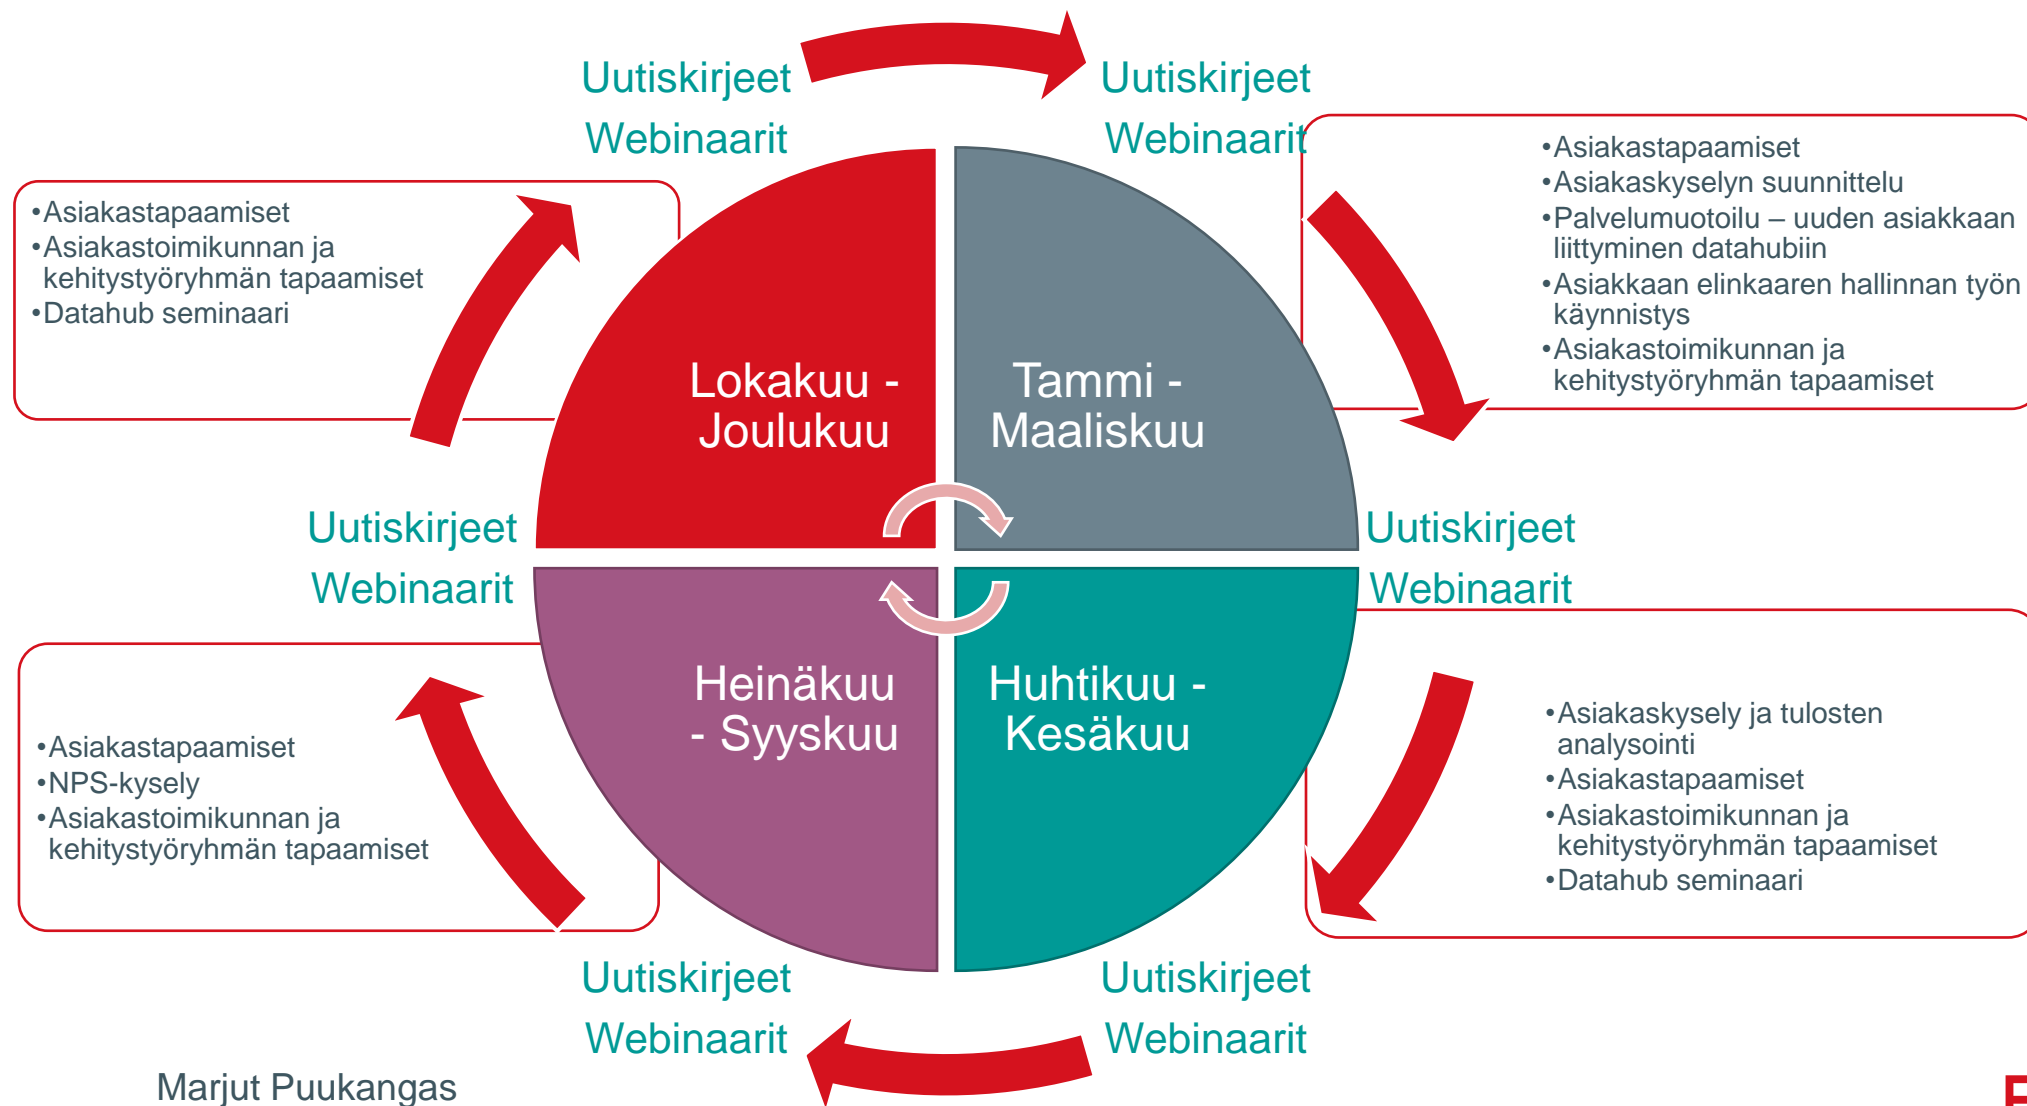 Uutiskirjeet
Webinaarit
Uutiskirjeet
Webinaarit
•Asiakastapaamiset
•Asiakastoimikunnan ja
kehitystyöryhmän tapaamiset
•Datahub seminaari
•Asiakastapaamiset
•Asiakaskyselyn suunnittelu
•Palvelumuotoilu – uuden asiakkaan
liittyminen datahubiin
•Asiakkaan elinkaaren hallinnan työn
käynnistys
•Asiakastoimikunnan ja
kehitystyöryhmän tapaamiset
Lokakuu -
Joulukuu
Tammi -
Maaliskuu
Uutiskirjeet
Webinaarit
Uutiskirjeet
Webinaarit
Heinäkuu
- Syyskuu
Huhtikuu -
Kesäkuu
•Asiakastapaamiset
•NPS-kysely
•Asiakastoimikunnan ja
kehitystyöryhmän tapaamiset
•Asiakaskysely ja tulosten
analysointi
•Asiakastapaamiset
•Asiakastoimikunnan ja
kehitystyöryhmän tapaamiset
•Datahub seminaari
Uutiskirjeet
Webinaarit
Uutiskirjeet
Webinaarit
Marjut Puukangas